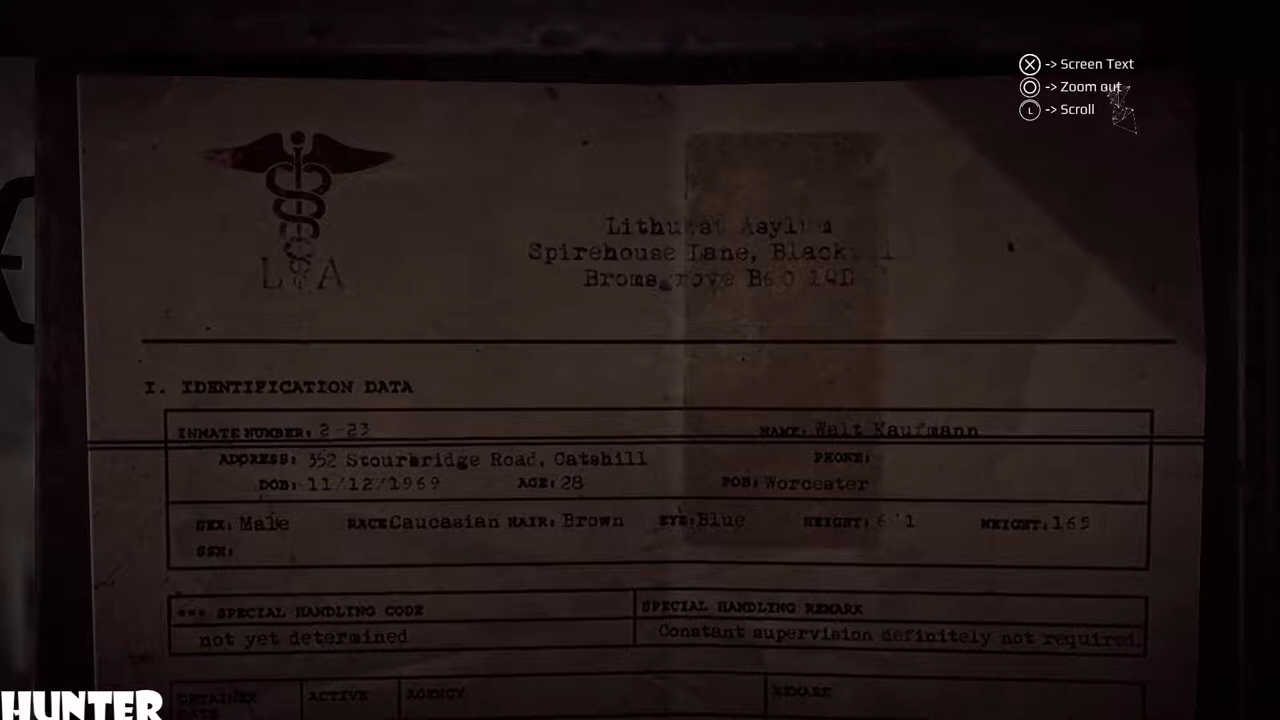 -> Screen Text
-> Zoom out
-> Scroll
L A
Spirehouse Lane,
I. IDENTIFICATION DATA
INMATE NUMBER: 2-23 NAME: Walt Kaufmann
ADDRESS: 352 Stourbridge Road, Catshill PHONE:
DOB: 11/12/1969 AGE: 28 POB: Worcester
SEX: Male RACE Caucasian HAIR: Brown EYE: Blue HEIGHT: 6'1 WEIGHT: 165
SSN:
*** SPECIAL HANDLING CODE SPECIAL HANDLING REMARK
not yet determined Constant supervision definitely not required.
DETAINER ACTIVE AGENCY REMARK
DATE
HUNTER